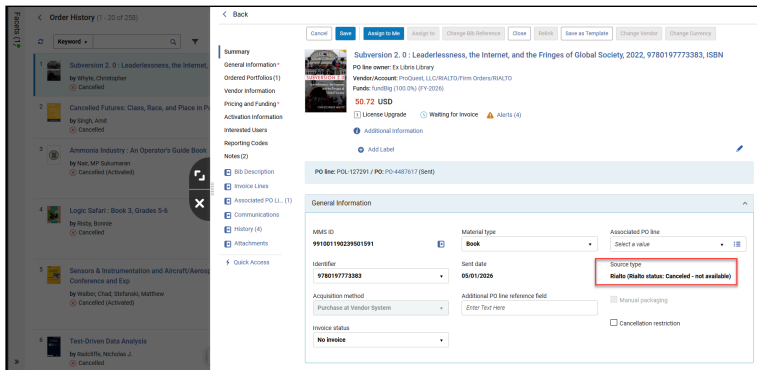 Facets (1)
Order History (1 - 20 of 258)
Keyword
1
Subversion 2. 0 : Leaderlessness, the Internet,
by Whyte, Christopher
Cancelled
2
Cancelled Futures: Class, Race, and Place in P
by Singh, Amit
Cancelled
3
Ammonia Industry : An Operator's Guide Book
by Nair, MP Sukumaran
Cancelled (Activated)
4
Logic Safari : Book 3, Grades 5-6
by Risby, Bonnie
Cancelled
5
Sensors & Instrumentation and Aircraft/Aerosp
Conference and Exp
by Walber, Chad; Stefanski, Matthew
Cancelled (Activated)
6
Test-Driven Data Analysis
by Radcliffe, Nicholas J.
Cancelled
Back
Cancel Save Assign to Me Assign to Change Bib Reference Close Relink Save as Template Change Vendor Change Currency
Summary
General Information *
Ordered Portfolios (1)
Vendor Information
Pricing and Funding *
Activation Information
Interested Users
Reporting Codes
Notes (2)
Bib Description
Invoice Lines
Associated PO Li... (1)
Communications
History (4)
Attachments
Quick Access
SUBVERSION 2.0
Subversion 2. 0 : Leaderlessness, the Internet, and the Fringes of Global Society, 2022, 9780197773383, ISBN
PO line owner: Ex Libris Library
Vendor/Account: ProQuest, LLC/RIALTO/Firm Orders/RIALTO
Funds: fundBig (100.0%) (FY-2026)
50.72 USD
License Upgrade Waiting for Invoice Alerts (4)
Additional Information
Add Label
PO line: POL-127291 / PO: PO-4487617 (Sent)
General Information
MMS ID
991001190239501591
Material type
Book
Associated PO line
Select a value
Identifier
9780197773383
Sent date
05/01/2026
Source type
Rialto (Rialto status: Canceled - not available)
Acquisition method
Purchase at Vendor System
Additional PO line reference field
Enter Text Here
Manual packaging
Invoice status
No invoice
Cancellation restriction